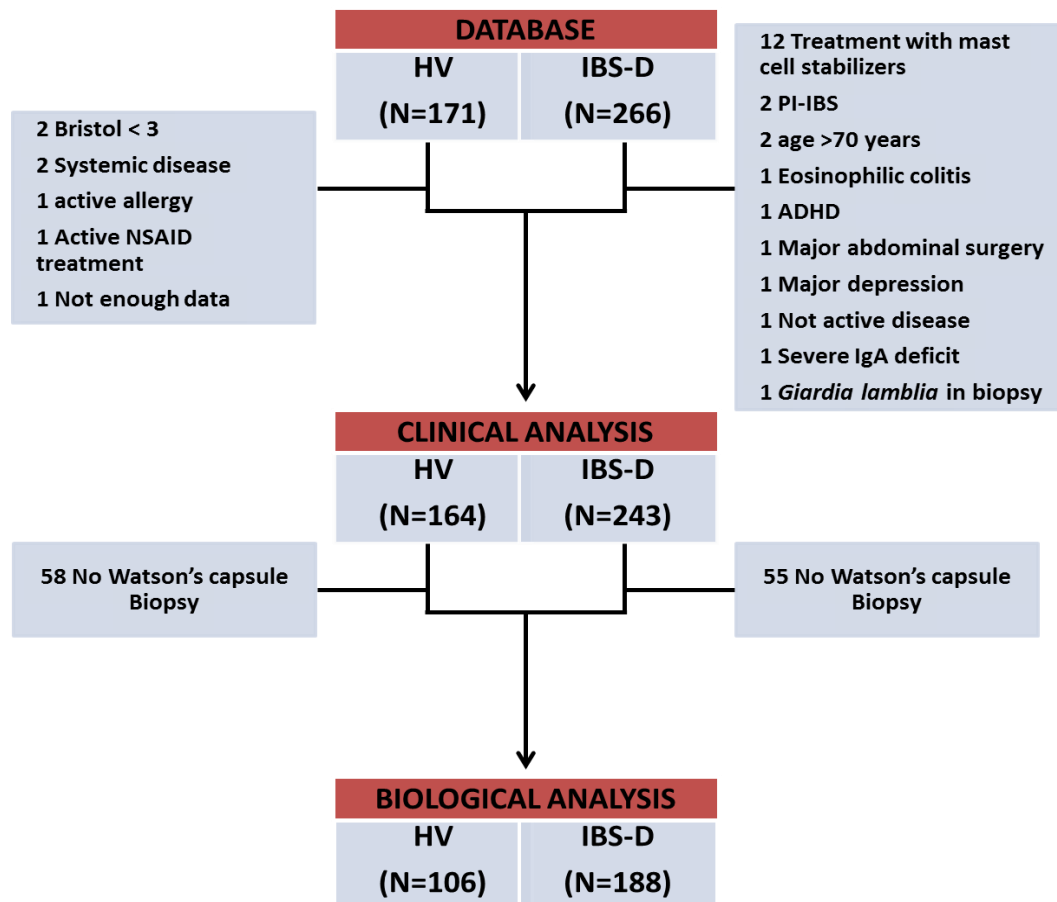 DATABASE
HV
(N=171)
IBS-D
(N=266)
2 Bristol < 3
2 Systemic disease
1 active allergy
1 Active NSAID
treatment
1 Not enough data
12 Treatment with mast
cell stabilizers
2 PI-IBS
2 age >70 years
1 Eosinophilic colitis
1 ADHD
1 Major abdominal surgery
1 Major depression
1 Not active disease
1 Severe IgA deficit
1 Giardia lamblia in biopsy
CLINICAL ANALYSIS
HV
(N=164)
IBS-D
(N=243)
58 No Watson’s capsule
Biopsy
55 No Watson’s capsule
Biopsy
BIOLOGICAL ANALYSIS
HV
(N=106)
IBS-D
(N=188)